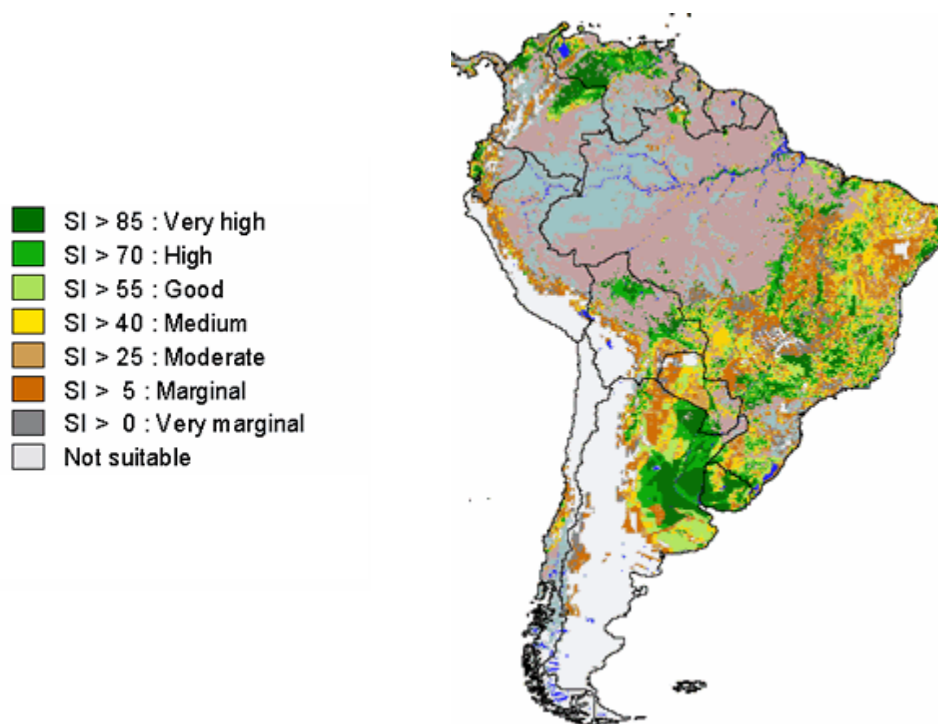 SI > 85 : Very high
SI > 70 : High
SI > 55 : Good
SI > 40 : Medium
SI > 25 : Moderate
SI > 5 : Marginal
SI > 0 : Very marginal
Not suitable